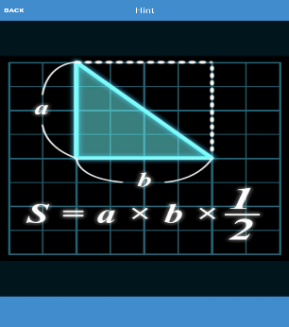 BACK Hint
a
b
S = a × b × 1/2